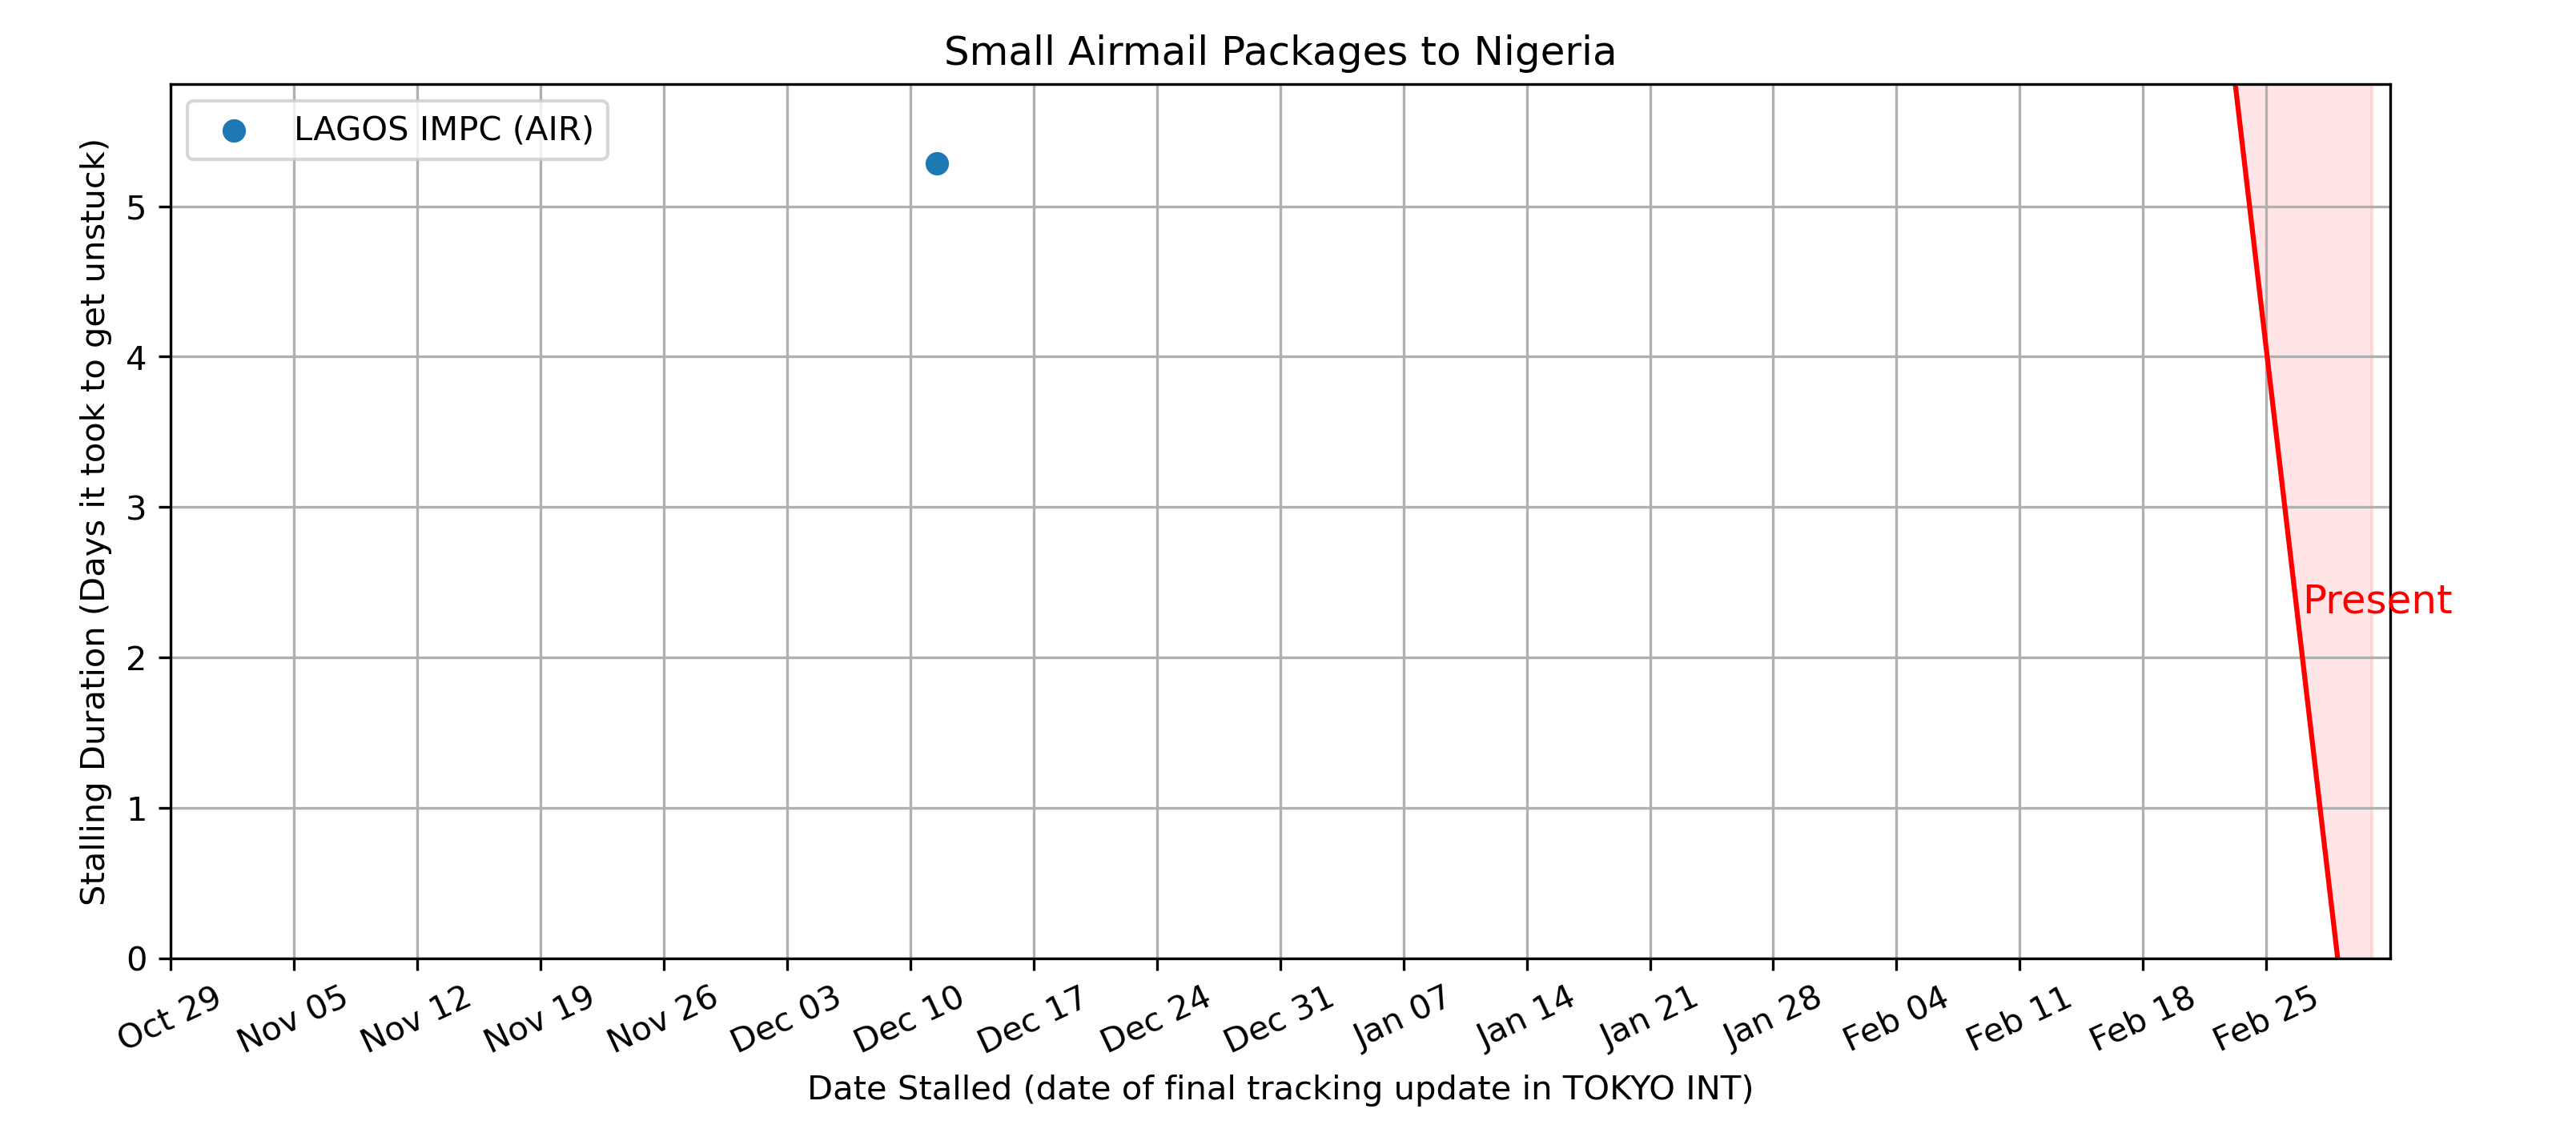 Small Airmail Packages to Nigeria
LAGOS IMPC (AIR)
Stalling Duration (Days it took to get unstuck)
5
4
3
2
1
0
Present
Oct 29
Nov 05
Nov 12
Nov 19
Nov 26
Dec 03
Dec 10
Dec 17
Dec 24
Dec 31
Jan 07
Jan 14
Jan 21
Jan 28
Feb 04
Feb 11
Feb 18
Feb 25
Date Stalled (date of final tracking update in TOKYO INT)